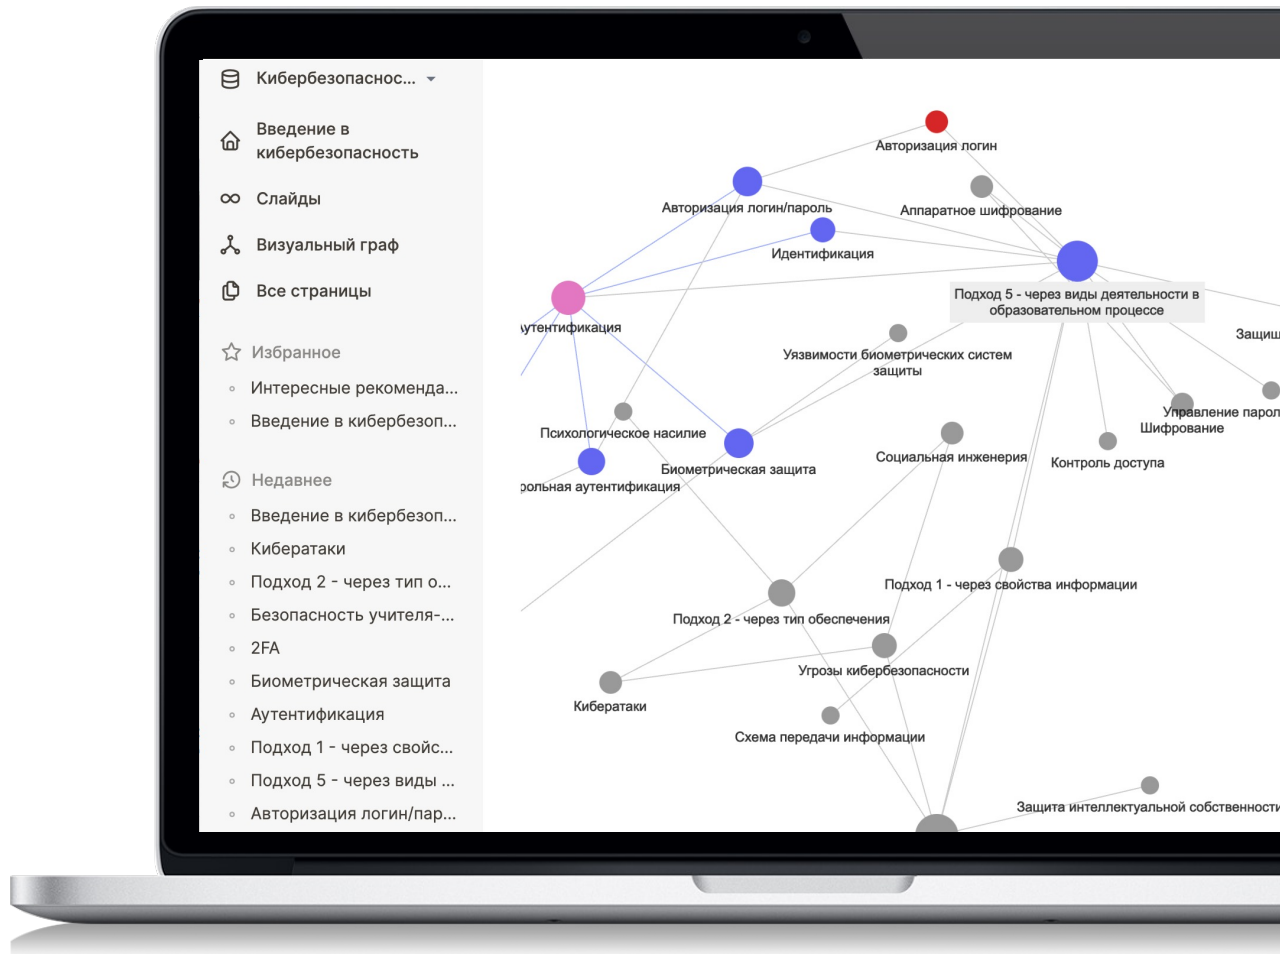 Кибербезопаснос...
Введение в
кибербезопасность
Слайды
Визуальный граф
Все страницы
Избранное
Интересные рекоменда...
Введение в кибербезоп...
Недавнее
Введение в кибербезоп...
Кибератаки
Подход 2 - через тип о...
Безопасность учителя-...
2FA
Биометрическая защита
Аутентификация
Подход 1 - через свойс...
Подход 5 - через виды ...
Авторизация логин/пар...
Авторизация логин
Авторизация логин/пароль
Аппаратное шифрование
Идентификация
Подход 5 - через виды деятельности в
образовательном процессе
утентификация
Защищ
Уязвимости биометрических систем
защиты
Управление парол
Шифрование
Психологическое насилие
Социальная инженерия
Контроль доступа
Биометрическая защита
рольная аутентификация
Подход 1 - через свойства информации
Подход 2 - через тип обеспечения
Угрозы кибербезопасности
Кибератаки
Схема передачи информации
Защита интеллектуальной собственности